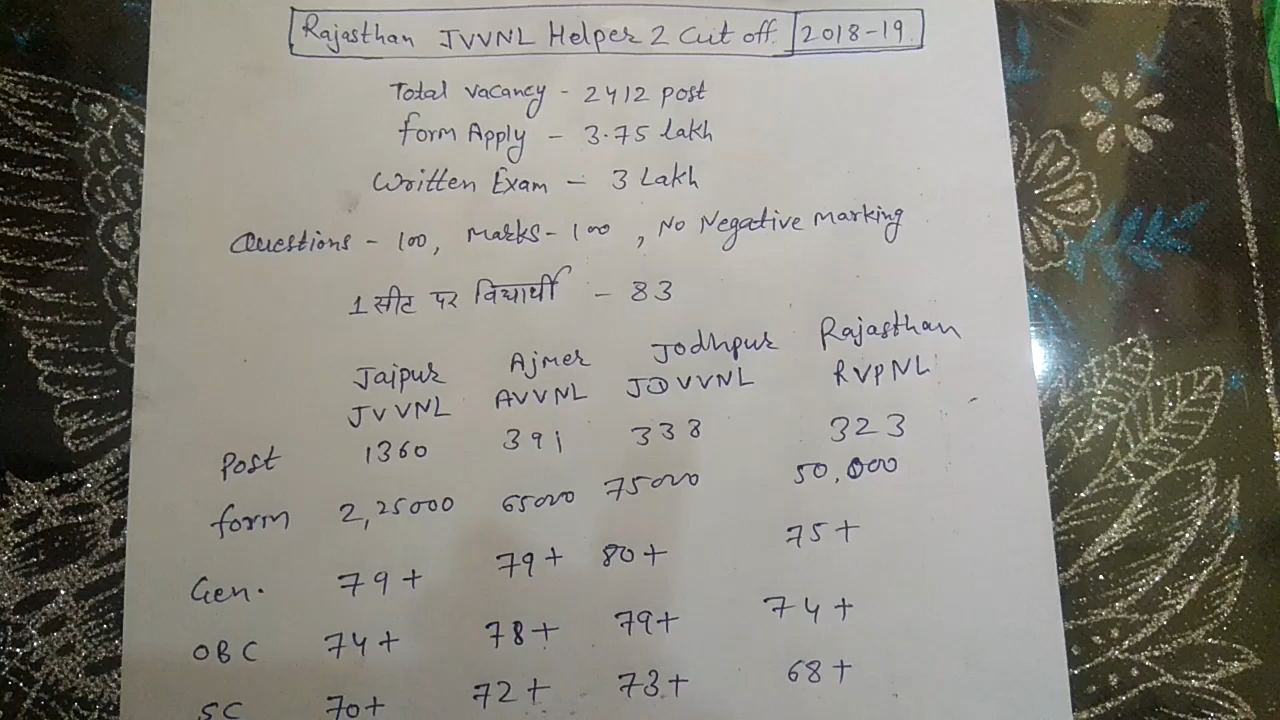 Rajasthan JVVNL Helper 2 Cut off. 2018-19
Total vacancy - 2412 post
form Apply - 3.75 lakh
Written Exam - 3 Lakh
Questions - 100, Marks - 100, No Negative marking
1 सीट पर विद्यार्थी - 83
Jaipur Ajmer Jodhpur Rajasthan
JVVNL AVVNL JDVVNL RVPNL
Post 1360 391 338 323
form 2,25000 65000 75000 50,000
Gen. 79+ 79+ 80+ 75+
OBC 74+ 78+ 79+ 74+
SC 70+ 72+ 73+ 68+